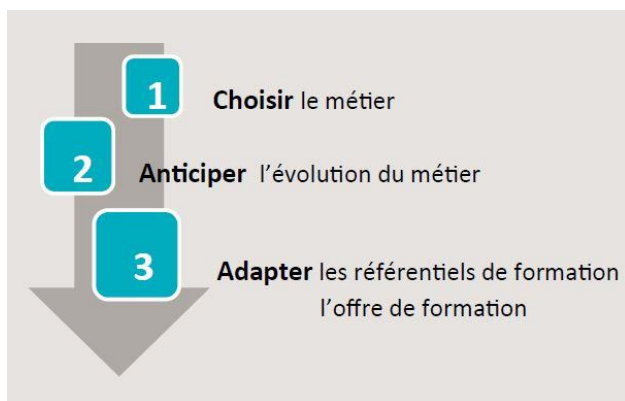 1 Choisir le métier
2 Anticiper l'évolution du métier
3 Adapter les référentiels de formation
l'offre de formation